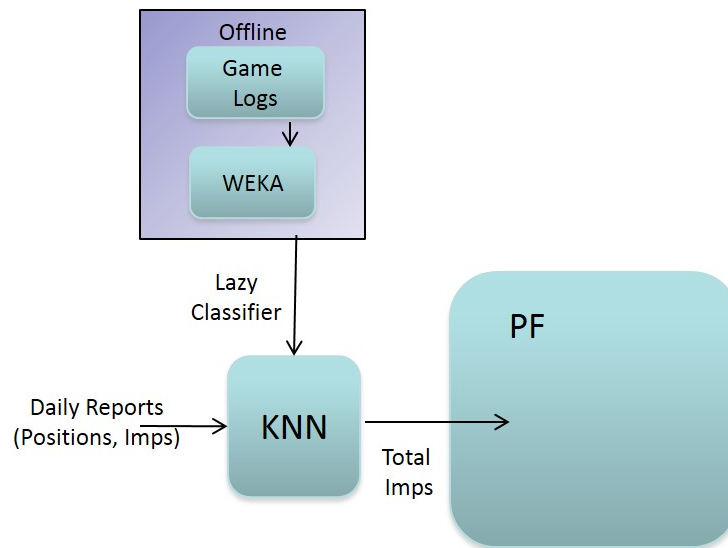 Offline
Game
Logs
WEKA
Lazy
Classifier
PF
Daily Reports
(Positions, Imps)
KNN
Total
Imps